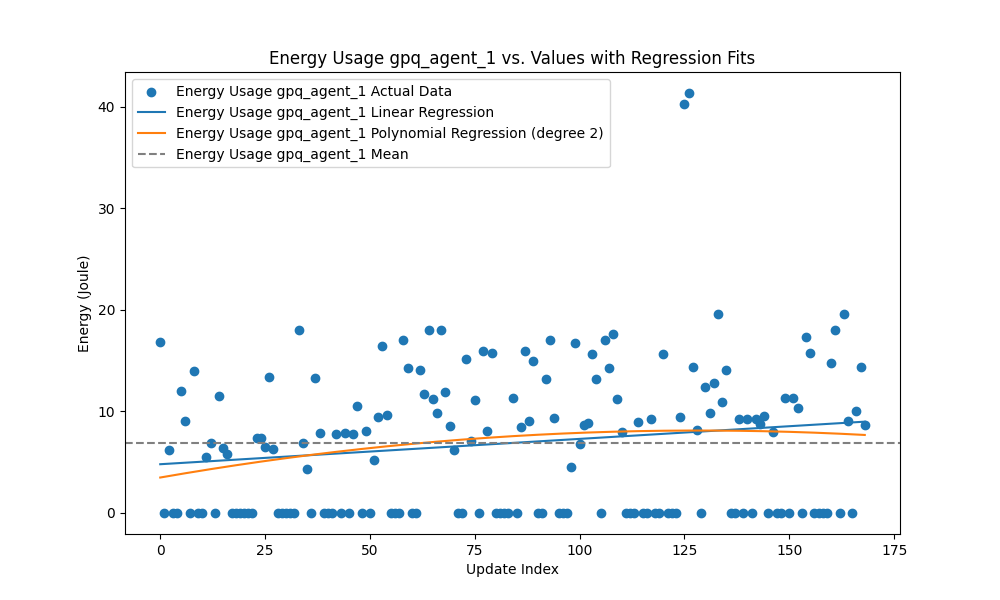 Energy Usage gpq_agent_1 vs. Values with Regression Fits
Energy Usage gpq_agent_1 Actual Data
Energy Usage gpq_agent_1 Linear Regression
Energy Usage gpq_agent_1 Polynomial Regression (degree 2)
Energy Usage gpq_agent_1 Mean
40
30
20
10
0
Energy (Joule)
0 25 50 75 100 125 150 175
Update Index